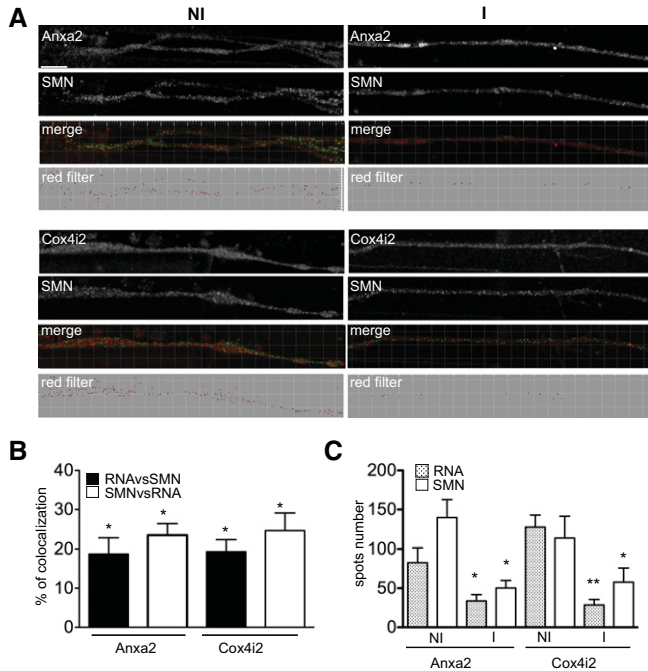 A
NI
I
Anxa2
Anxa2
SMN
SMN
merge
merge
red filter
red filter
Cox4i2
Cox4i2
SMN
SMN
merge
merge
red filter
red filter
B
% of colocalization
40
30
20
10
0
RNAvsSMN
SMNvsRNA
* * * *
Anxa2 Cox4i2
C
spots number
200
150
100
50
0
RNA
SMN
* * ** *
NI I NI I
Anxa2 Cox4i2